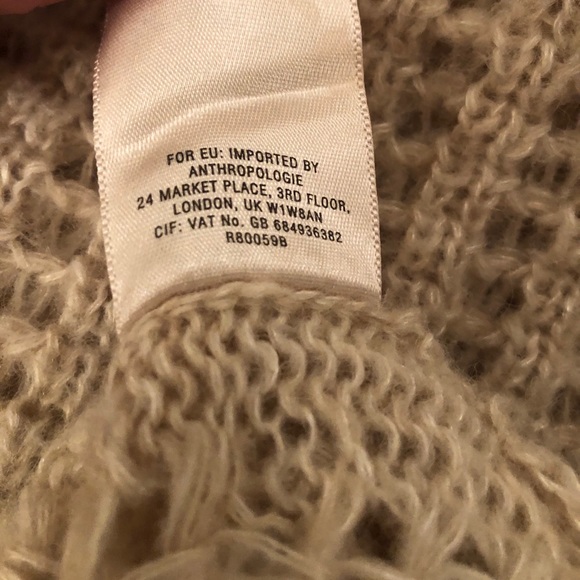 FOR EU: IMPORTED BY
ANTHROPOLOGIE
24 MARKET PLACE, 3RD FLOOR,
LONDON, UK W1W8AN
CIF: VAT No. GB 684936382
R80059B